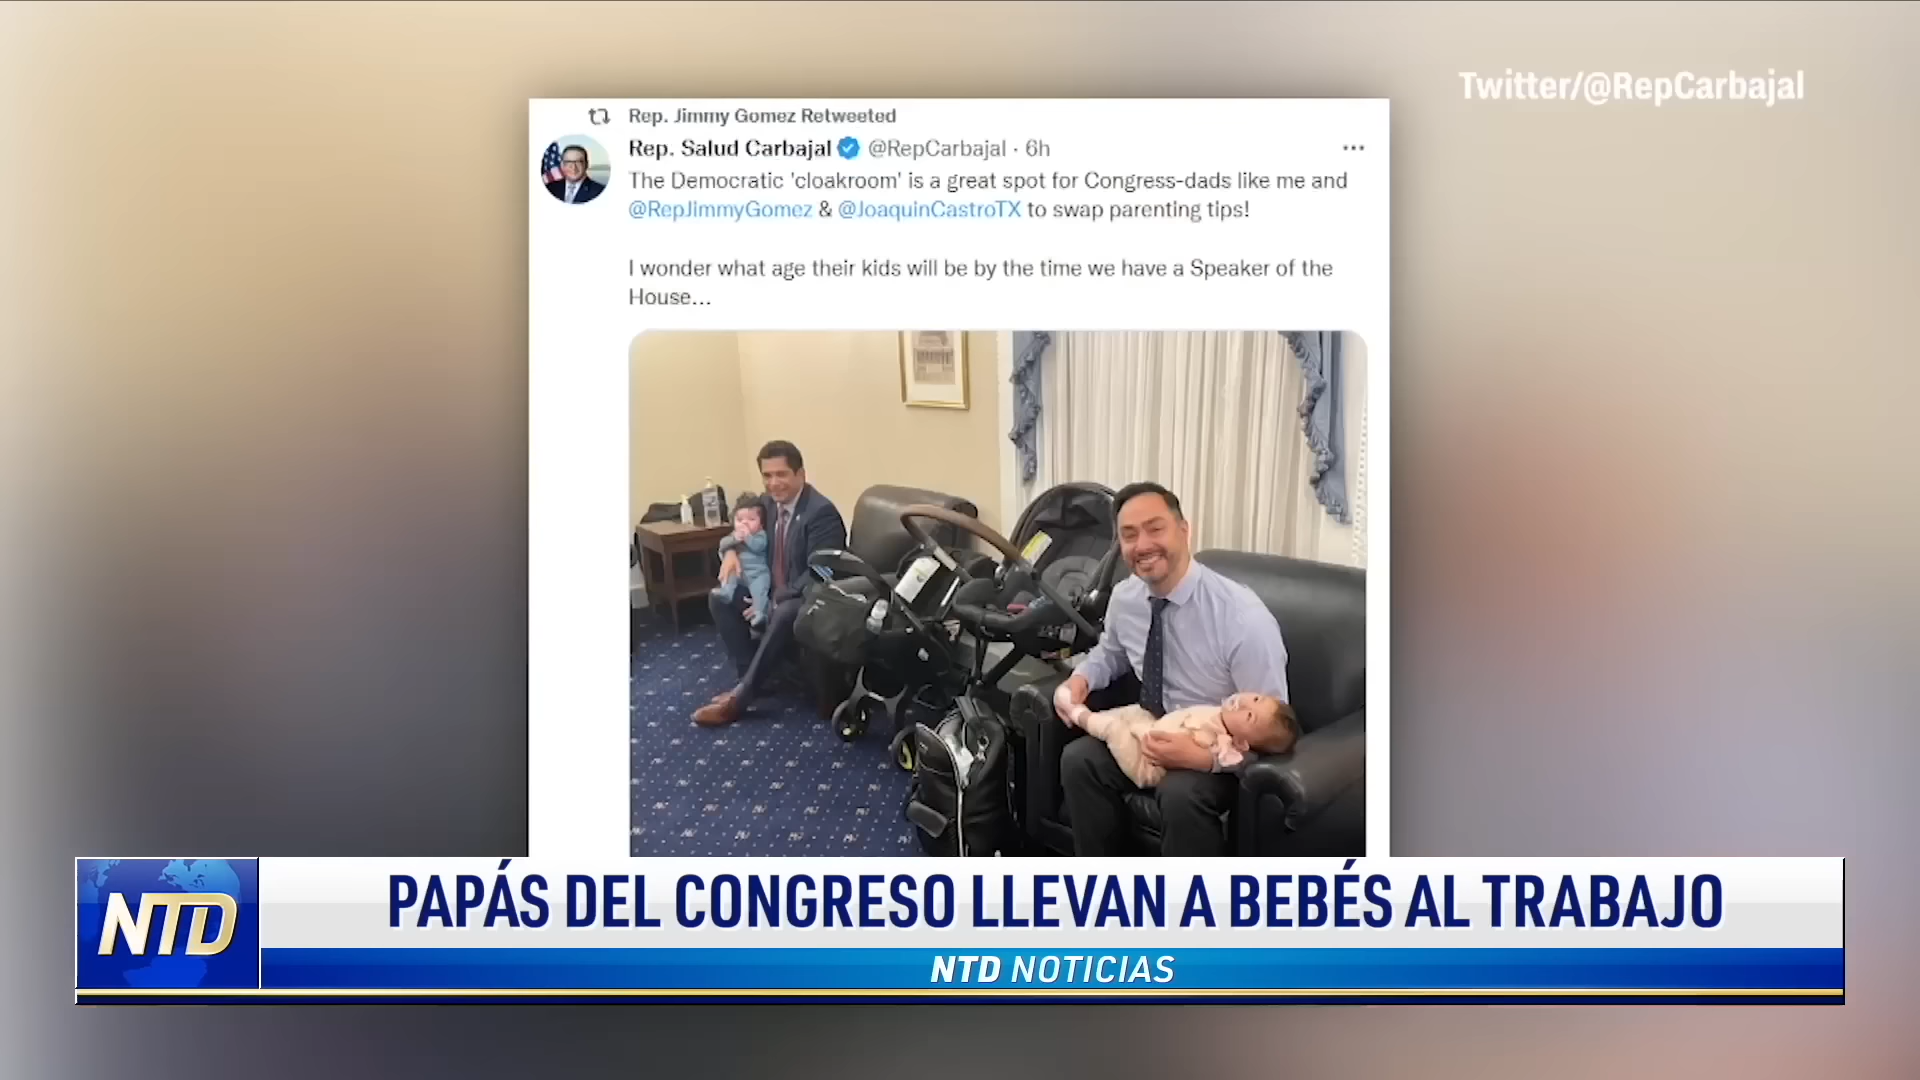 Twitter/@RepCarbajal
Rep. Jimmy Gomez Retweeted
Rep. Salud Carbajal @RepCarbajal · 6h
The Democratic 'cloakroom' is a great spot for Congress-dads like me and
@RepJimmyGomez & @JoaquinCastroTX to swap parenting tips!
I wonder what age their kids will be by the time we have a Speaker of the
House...
NTD
PAPÁS DEL CONGRESO LLEVAN A BEBÉS AL TRABAJO
NTD NOTICIAS